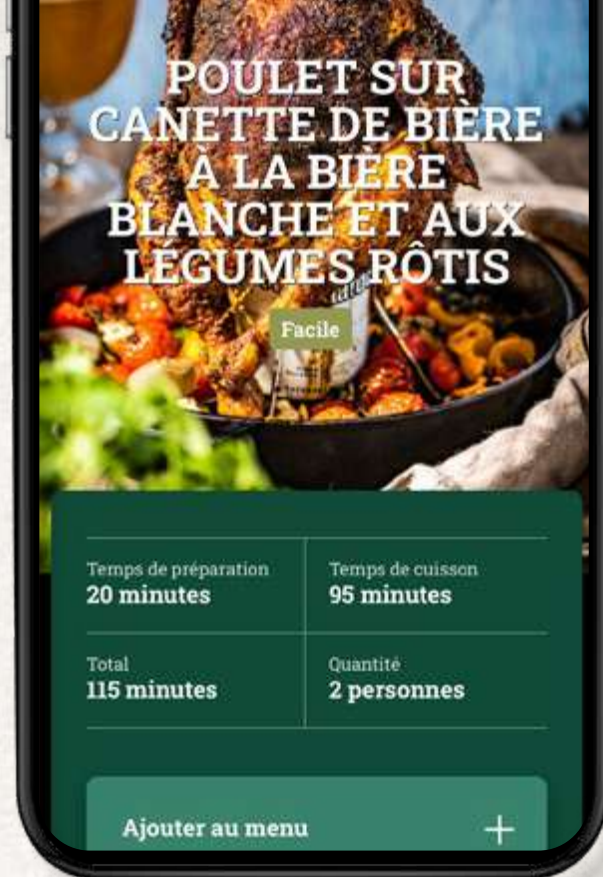 POULET SUR
CANETTE DE BIÈRE
À LA BIÈRE
BLANCHE ET AUX
LÉGUMES RÔTIS
Facile
Temps de préparation
20 minutes
Temps de cuisson
95 minutes
Total
115 minutes
Quantité
2 personnes
Ajouter au menu